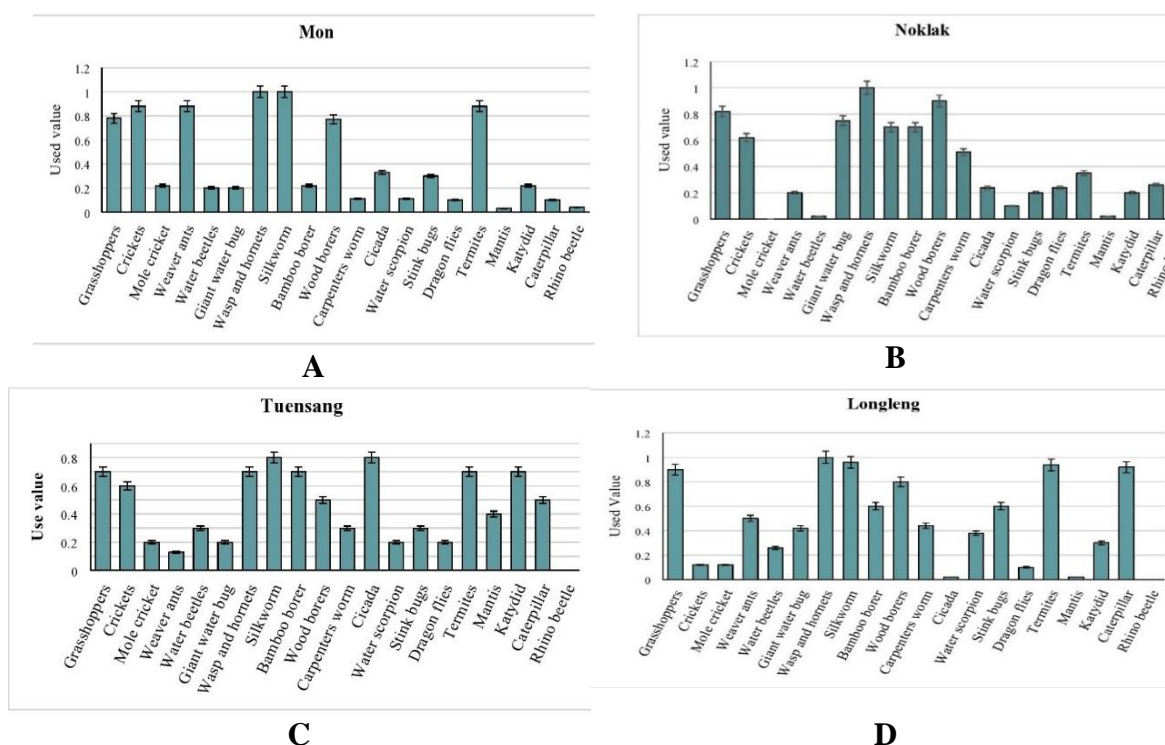 Mon
Used value
1.2
1
0.8
0.6
0.4
0.2
0
Grasshoppers
Crickets
Mole cricket
Weaver ants
Water beetles
Giant water bug
Wasp and hornets
Silkworm
Bamboo borer
Wood borers
Carpenters worm
Cicada
Water scorpion
Stink bugs
Dragon flies
Termites
Mantis
Katydid
Caterpillar
Rhino beetle
A
Noklak
Used value
1.2
1
0.8
0.6
0.4
0.2
0
Grasshoppers
Crickets
Mole cricket
Weaver ants
Water beetles
Giant water bug
Wasp and hornets
Silkworm
Bamboo borer
Wood borers
Carpenters worm
Cicada
Water scorpion
Stink bugs
Dragon flies
Termites
Mantis
Katydid
Caterpillar
Rhino be
B
Tuensang
Use value
0.8
0.6
0.4
0.2
0
Grasshoppers
Crickets
Mole cricket
Weaver ants
Water beetles
Giant water bug
Wasp and hornets
Silkworm
Bamboo borer
Wood borers
Carpenters worm
Cicada
Water scorpion
Stink bugs
Dragon flies
Termites
Mantis
Katydid
Caterpillar
Rhino beetle
C
Longleng
Used Value
1.2
1
0.8
0.6
0.4
0.2
0
Grasshoppers
Crickets
Mole cricket
Weaver ants
Water beetles
Giant water bug
Wasp and hornets
Silkworm
Bamboo borer
Wood borers
Carpenters worm
Cicada
Water scorpion
Stink bugs
Dragon flies
Termites
Mantis
Katydid
Caterpillar
Rhino beetle
D